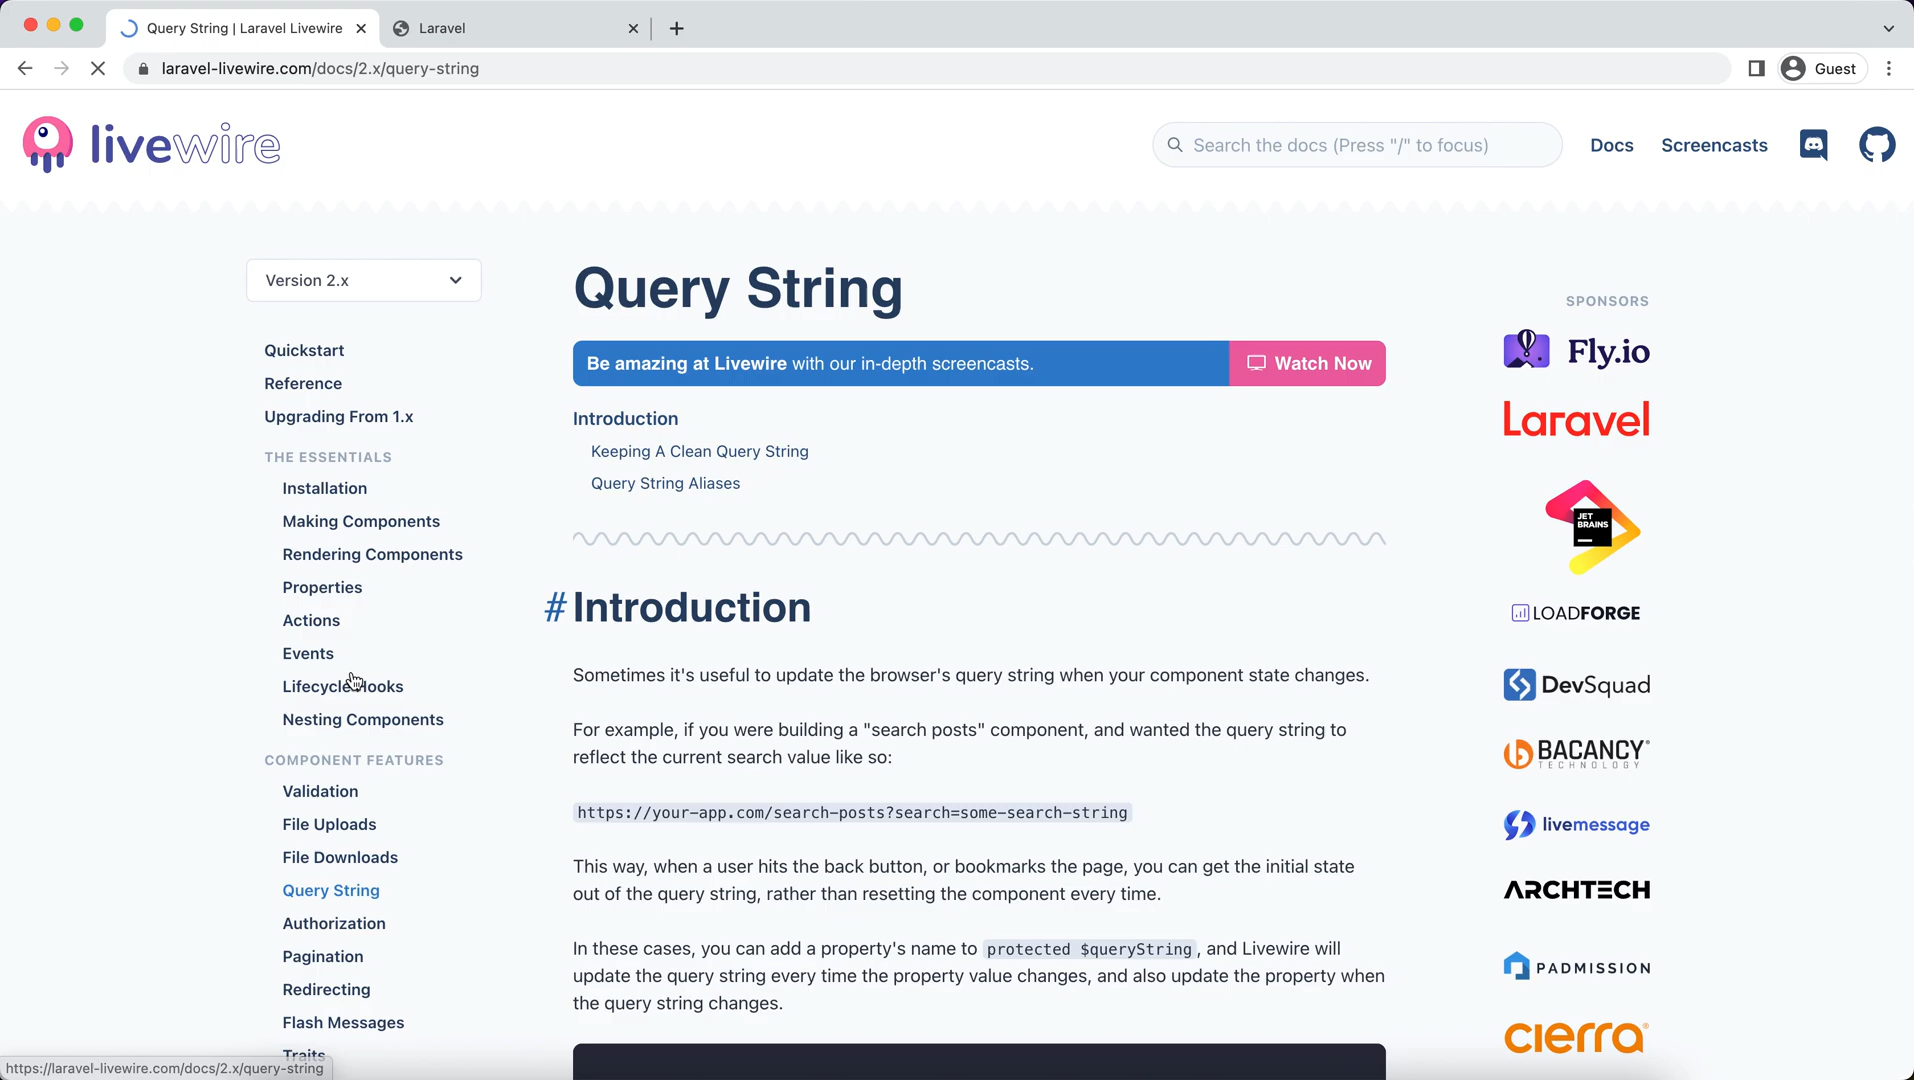 Query String | Laravel Livewire
Laravel
laravel-livewire.com/docs/2.x/query-string
Guest
livewire
Search the docs (Press "/" to focus)
Docs
Screencasts
Version 2.x
Quickstart
Reference
Upgrading From 1.x
THE ESSENTIALS
Installation
Making Components
Rendering Components
Properties
Actions
Events
Lifecycle Hooks
Nesting Components
COMPONENT FEATURES
Validation
File Uploads
File Downloads
Query String
Authorization
Pagination
Redirecting
Flash Messages
Traits
https://laravel-livewire.com/docs/2.x/query-string
Query String
Be amazing at Livewire with our in-depth screencasts.
Watch Now
Introduction
Keeping A Clean Query String
Query String Aliases
# Introduction
Sometimes it's useful to update the browser's query string when your component state changes.
For example, if you were building a "search posts" component, and wanted the query string to
reflect the current search value like so:
https://your-app.com/search-posts?search=some-search-string
This way, when a user hits the back button, or bookmarks the page, you can get the initial state
out of the query string, rather than resetting the component every time.
In these cases, you can add a property's name to protected $queryString, and Livewire will
update the query string every time the property value changes, and also update the property when
the query string changes.
SPONSORS
Fly.io
Laravel
JET
BRAINS
LOADFORGE
DevSquad
BACANCY
TECHNOLOGY
livemessage
ARCHTECH
PADMISSION
cierra